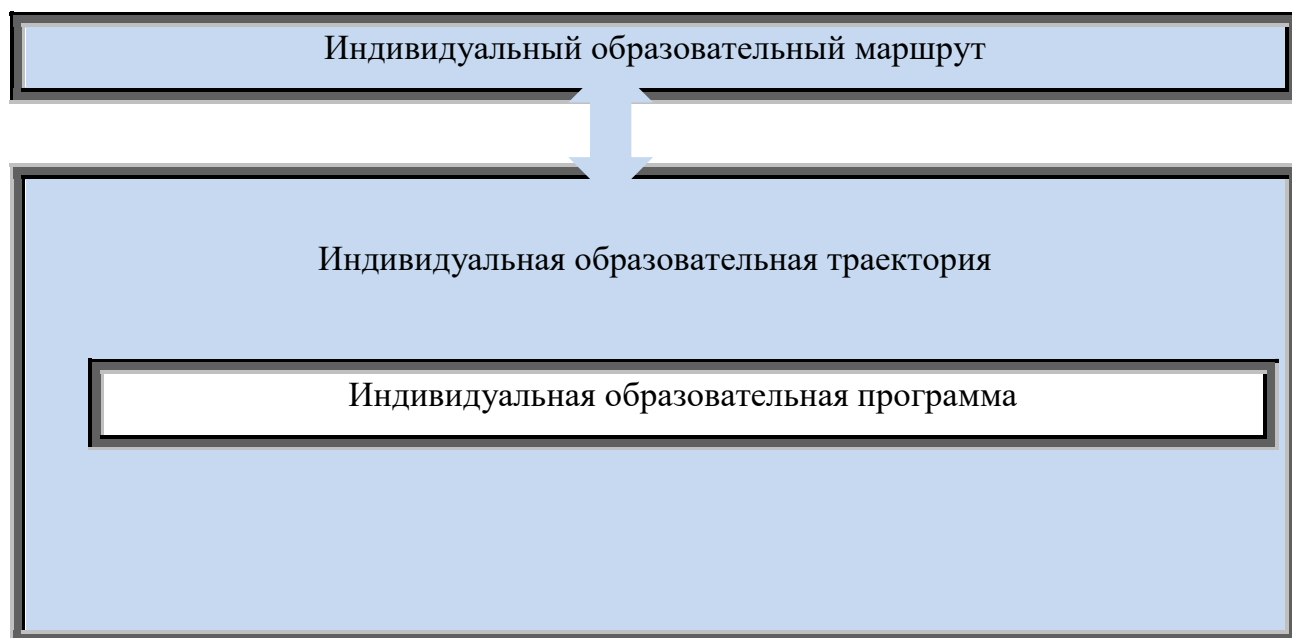 Индивидуальный образовательный маршрут
Индивидуальная образовательная траектория
Индивидуальная образовательная программа